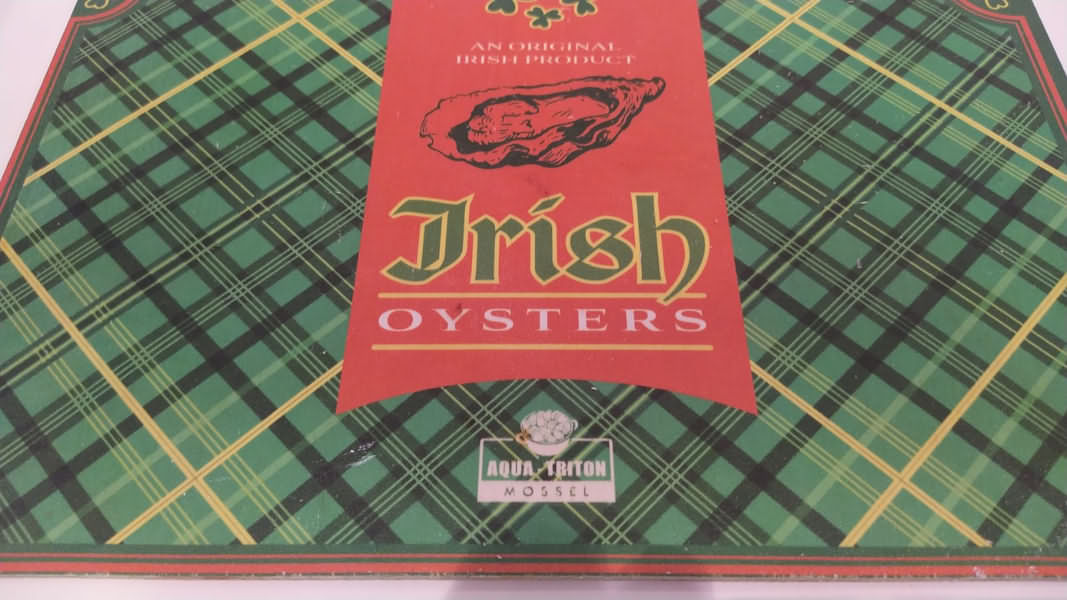 AN ORIGINAL
IRISH PRODUCT
Irish
OYSTERS
AQUA-TRITON
MOSSEL